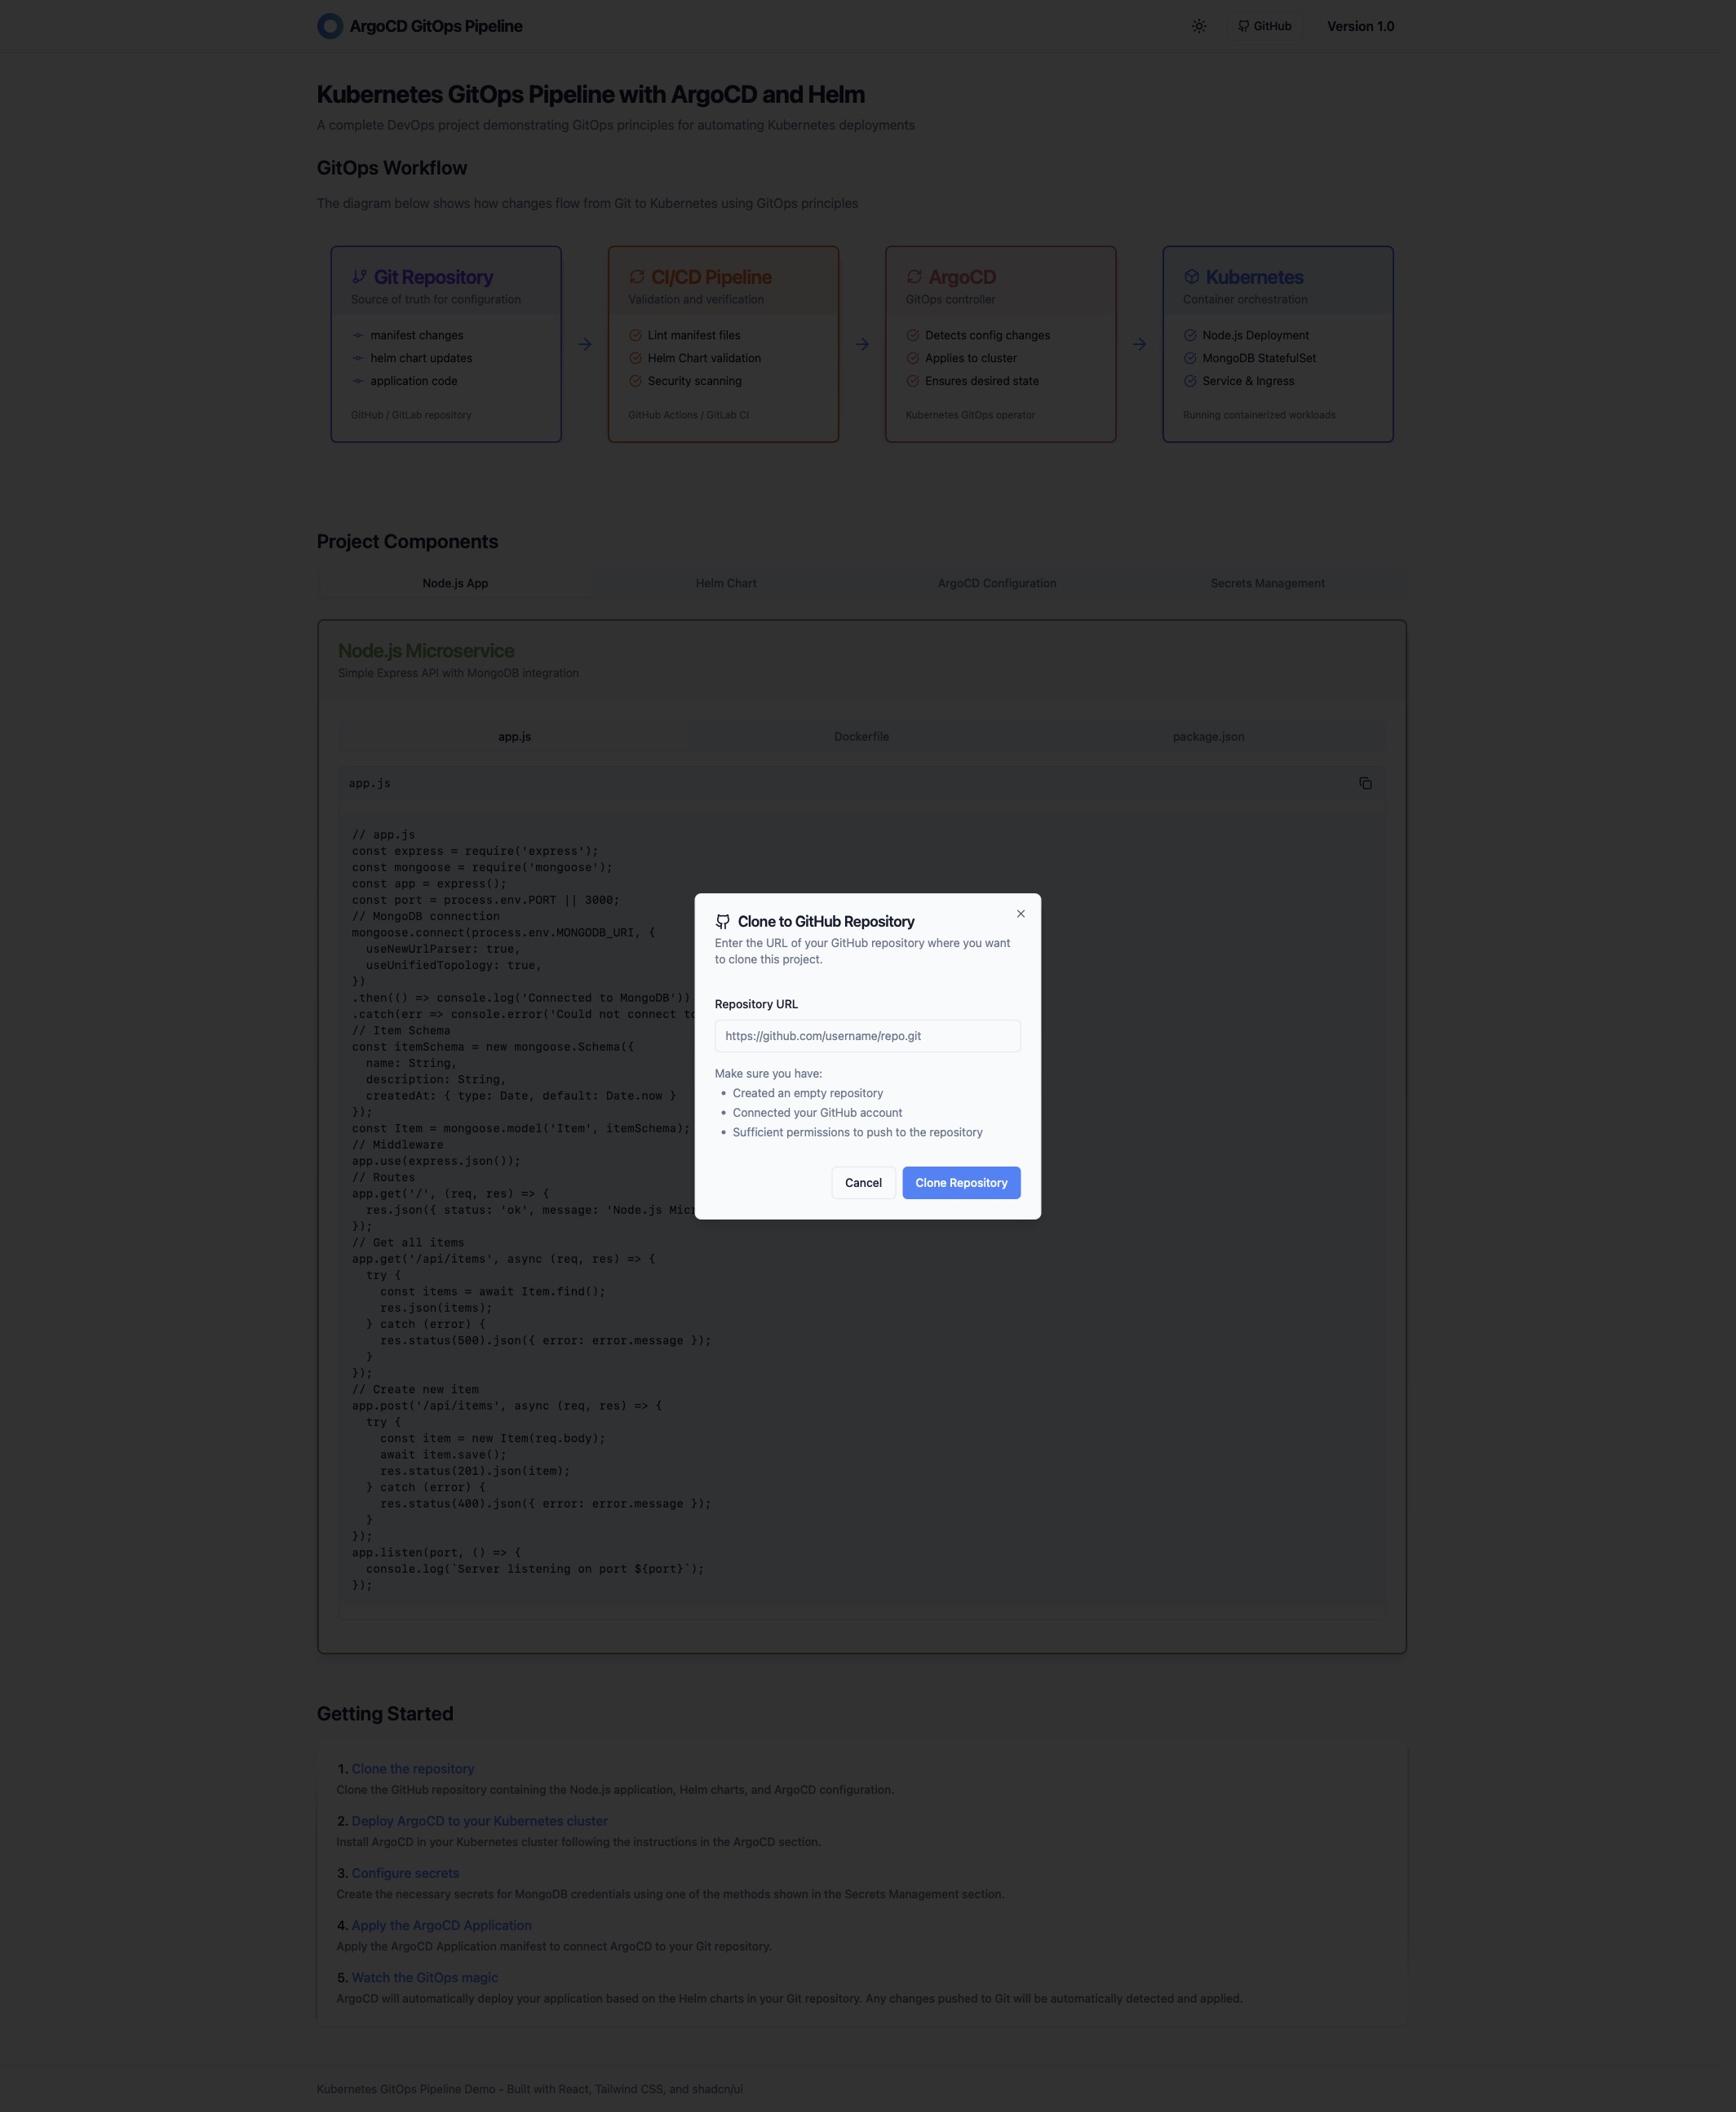 ArgoCD GitOps Pipeline
GitHub
Version 1.0
Kubernetes GitOps Pipeline with ArgoCD and Helm
A complete DevOps project demonstrating GitOps principles for automating Kubernetes deployments
GitOps Workflow
The diagram below shows how changes flow from Git to Kubernetes using GitOps principles
Git Repository
Source of truth for configuration
manifest changes
helm chart updates
application code
GitHub / GitLab repository
CI/CD Pipeline
Validation and verification
Lint manifest files
Helm Chart validation
Security scanning
GitHub Actions / GitLab CI
ArgoCD
GitOps controller
Detects config changes
Applies to cluster
Ensures desired state
Kubernetes GitOps operator
Kubernetes
Container orchestration
Node.js Deployment
MongoDB StatefulSet
Service & Ingress
Running containerized workloads
Project Components
Node.js App
Helm Chart
ArgoCD Configuration
Secrets Management
Node.js Microservice
Simple Express API with MongoDB integration
app.js
Dockerfile
package.json
app.js
// app.js
const express = require('express');
const mongoose = require('mongoose');
const app = express();
const port = process.env.PORT || 3000;
// MongoDB connection
mongoose.connect(process.env.MONGODB_URI, {
  useNewUrlParser: true,
  useUnifiedTopology: true,
})
.then(() => console.log('Connected to MongoDB'))
.catch(err => console.error('Could not connect to
// Item Schema
const itemSchema = new mongoose.Schema({
  name: String,
  description: String,
  createdAt: { type: Date, default: Date.now }
});
const Item = mongoose.model('Item', itemSchema);
// Middleware
app.use(express.json());
// Routes
app.get('/', (req, res) => {
  res.json({ status: 'ok', message: 'Node.js Micr
});
// Get all items
app.get('/api/items', async (req, res) => {
  try {
    const items = await Item.find();
    res.json(items);
  } catch (error) {
    res.status(500).json({ error: error.message });
  }
});
// Create new item
app.post('/api/items', async (req, res) => {
  try {
    const item = new Item(req.body);
    await item.save();
    res.status(201).json(item);
  } catch (error) {
    res.status(400).json({ error: error.message });
  }
});
app.listen(port, () => {
  console.log(`Server listening on port ${port}`);
});
Clone to GitHub Repository
Enter the URL of your GitHub repository where you want
to clone this project.
Repository URL
https://github.com/username/repo.git
Make sure you have:
• Created an empty repository
• Connected your GitHub account
• Sufficient permissions to push to the repository
Cancel
Clone Repository
Getting Started
1. Clone the repository
Clone the GitHub repository containing the Node.js application, Helm charts, and ArgoCD configuration.
2. Deploy ArgoCD to your Kubernetes cluster
Install ArgoCD in your Kubernetes cluster following the instructions in the ArgoCD section.
3. Configure secrets
Create the necessary secrets for MongoDB credentials using one of the methods shown in the Secrets Management section.
4. Apply the ArgoCD Application
Apply the ArgoCD Application manifest to connect ArgoCD to your Git repository.
5. Watch the GitOps magic
ArgoCD will automatically deploy your application based on the Helm charts in your Git repository. Any changes pushed to Git will be automatically detected and applied.
Kubernetes GitOps Pipeline Demo - Built with React, Tailwind CSS, and shadcn/ui